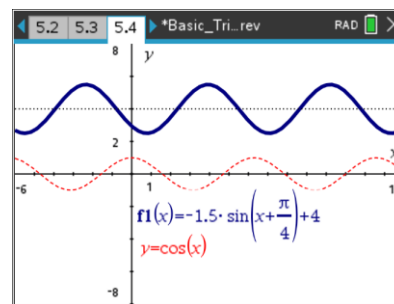 5.2 5.3 5.4 *Basic_Tri…rev RAD
8 y
2
x
-6 1 1
f1(x)=-1.5·sin(x+π/4)+4
y=cos(x)
-8